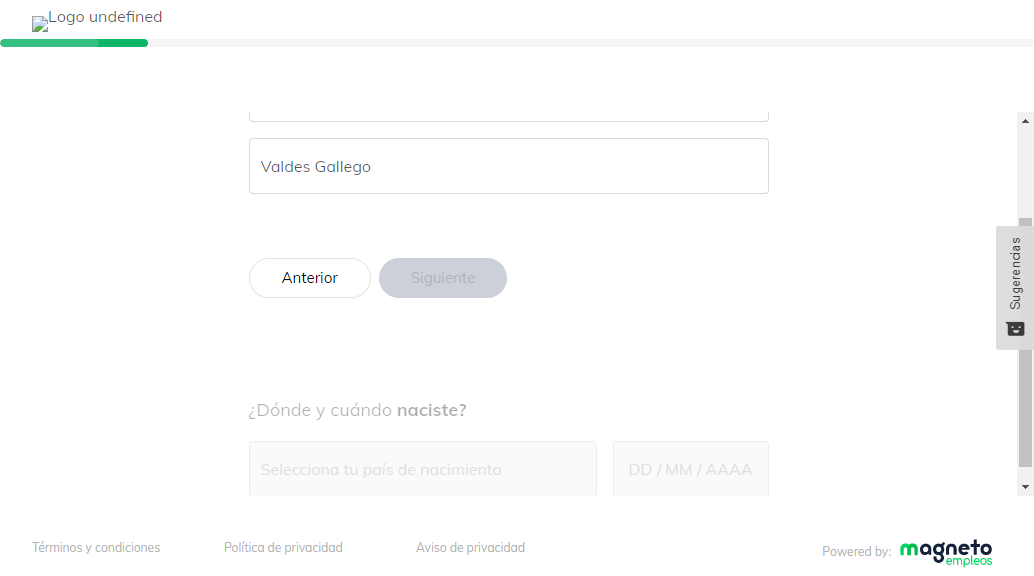 Logo undefined
Valdes Gallego
Anterior
Siguiente
Sugerencias
¿Dónde y cuándo naciste?
Selecciona tu país de nacimiento
DD / MM / AAAA
Términos y condiciones
Política de privacidad
Aviso de privacidad
Powered by:
magneto
empleos